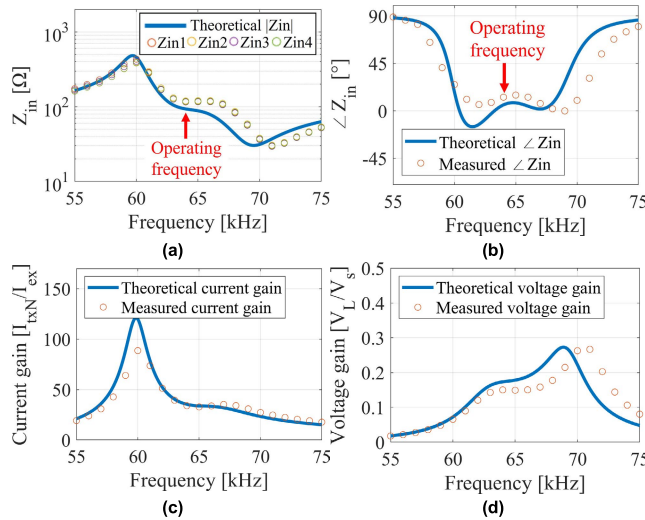 Theoretical |Zin|
Zin1 Zin2 Zin3 Zin4
Operating
frequency
Z_in [Ω]
10^3
10^2
10^1
55 60 65 70 75
Frequency [kHz]
(a)
Operating
frequency
Theoretical ∠Zin
Measured ∠Zin
∠Z_in [°]
90
45
0
-45
55 60 65 70 75
Frequency [kHz]
(b)
Theoretical current gain
Measured current gain
Current gain [I_txN/I_ex]
150
100
50
0
55 60 65 70 75
Frequency [kHz]
(c)
Theoretical voltage gain
Measured voltage gain
Voltage gain [V_L/V_s]
0.5
0.4
0.3
0.2
0.1
0
55 60 65 70 75
Frequency [kHz]
(d)